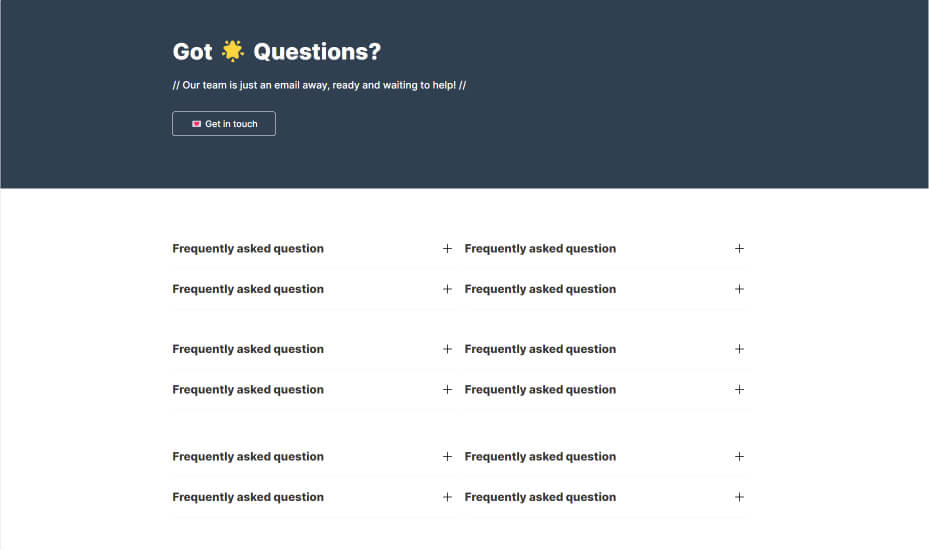 Got 🌟 Questions?
// Our team is just an email away, ready and waiting to help! //
💌 Get in touch
Frequently asked question + Frequently asked question +
Frequently asked question + Frequently asked question +
Frequently asked question + Frequently asked question +
Frequently asked question + Frequently asked question +
Frequently asked question + Frequently asked question +
Frequently asked question + Frequently asked question +